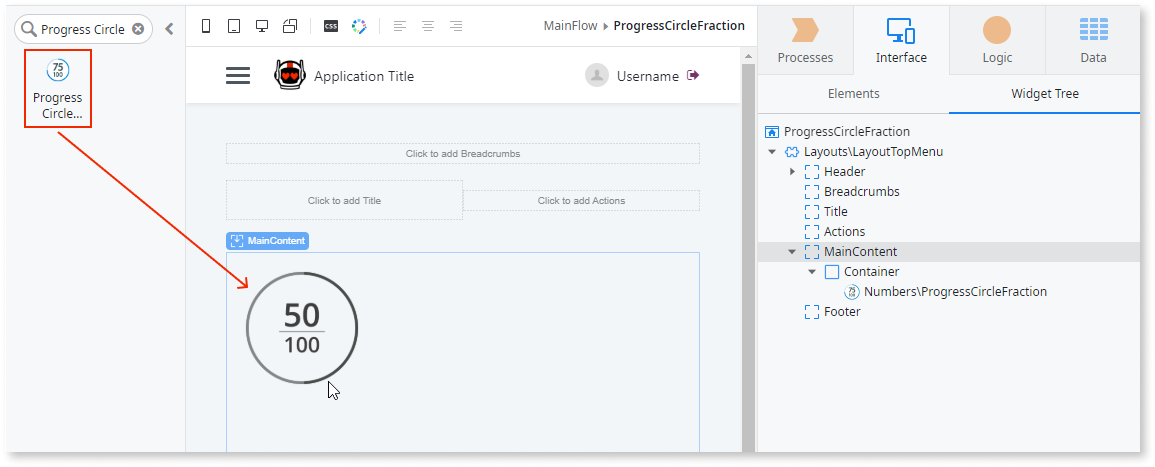 Progress Circle
75
100
Progress
Circle...
css
MainFlow ▸ ProgressCircleFraction
Application Title
Username
Click to add Breadcrumbs
Click to add Title
Click to add Actions
MainContent
50
100
Processes
Interface
Logic
Data
Elements
Widget Tree
ProgressCircleFraction
Layouts\LayoutTopMenu
Header
Breadcrumbs
Title
Actions
MainContent
Container
Numbers\ProgressCircleFraction
Footer